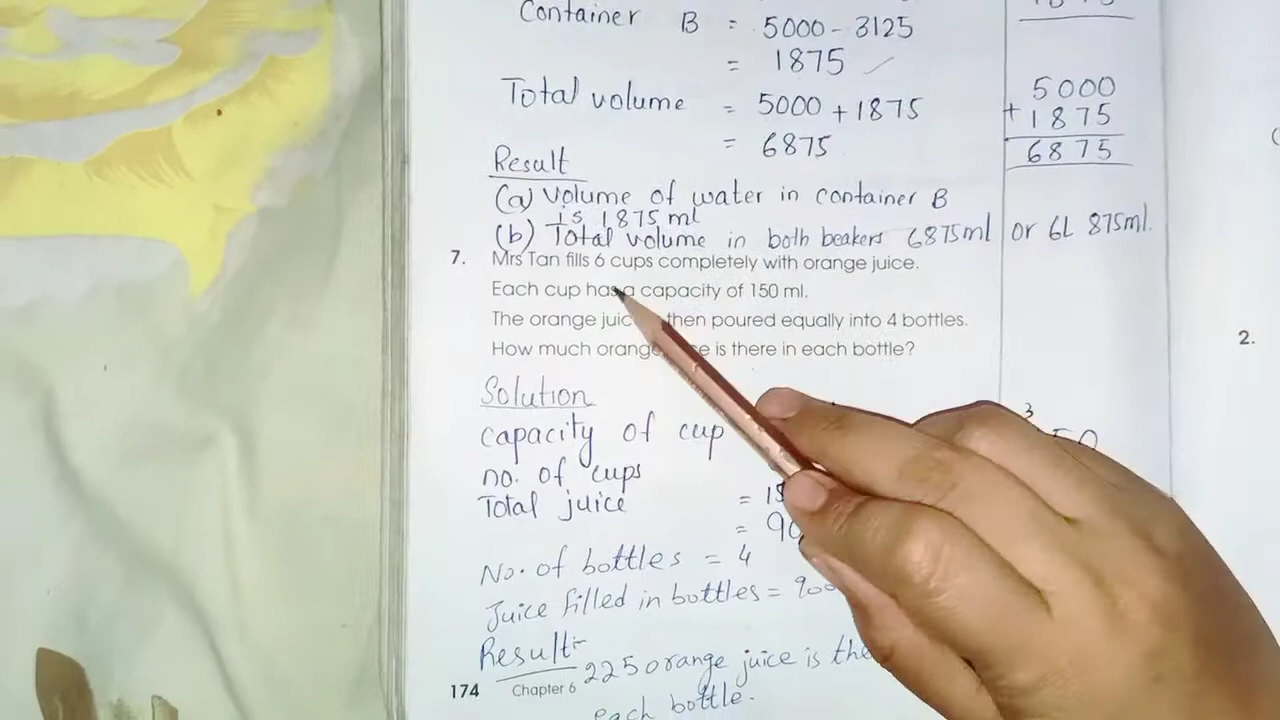 Container B = 5000 - 3125
= 1875
Total volume = 5000 + 1875
= 6875
5000
+ 1875
6875
Result
(a) Volume of water in container B
is 1875 ml
(b) Total volume in both beakers 6875ml or 6L 875ml.
7. Mrs Tan fills 6 cups completely with orange juice.
Each cup has a capacity of 150 ml.
The orange then poured equally into 4 bottles.
How much is there in each bottle?
2.
Solution
capacity of cup
no. of cups
Total juice
No. of bottles = 4
Juice filled in bottles = 900
Result:-
225 orange juice is
each bottle.
174 Chapter 6